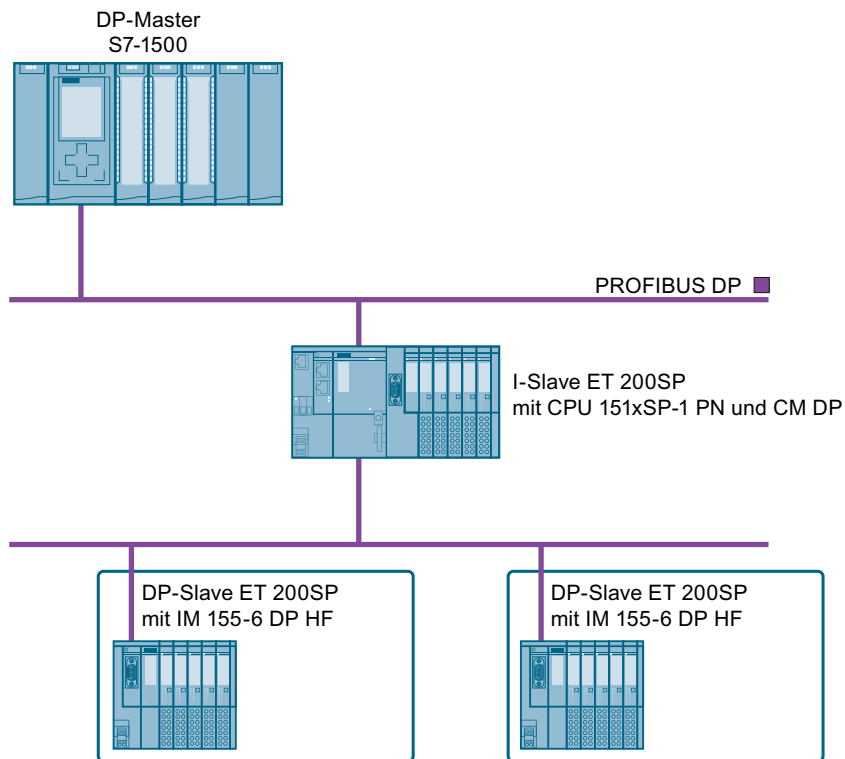 DP-Master
S7-1500
PROFIBUS DP
I-Slave ET 200SP
mit CPU 151xSP-1 PN und CM DP
DP-Slave ET 200SP
mit IM 155-6 DP HF
DP-Slave ET 200SP
mit IM 155-6 DP HF